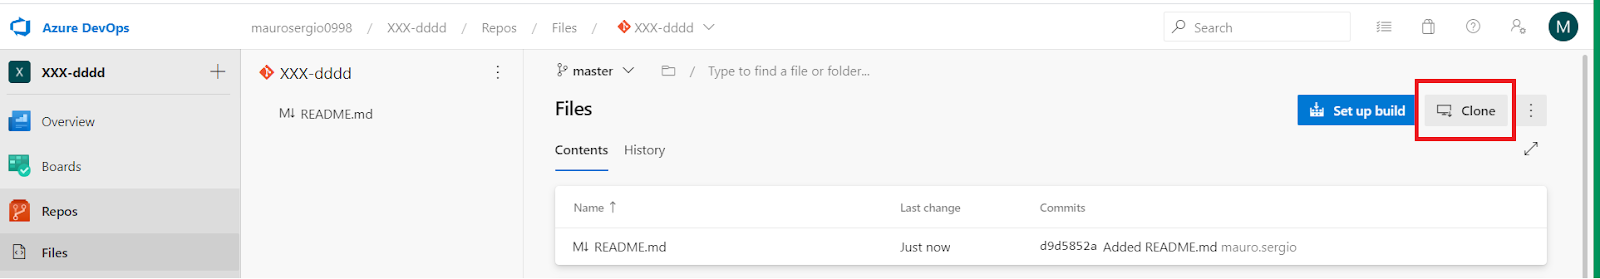 Azure DevOps
maurosergio0998 / XXX-dddd / Repos / Files / XXX-dddd
Search
M
X XXX-dddd
Overview
Boards
Repos
Files
XXX-dddd
README.md
master
/ Type to find a file or folder...
Files
Set up build
Clone
Contents History
Name ↑ Last change Commits
M↓ README.md Just now d9d5852a Added README.md mauro.sergio